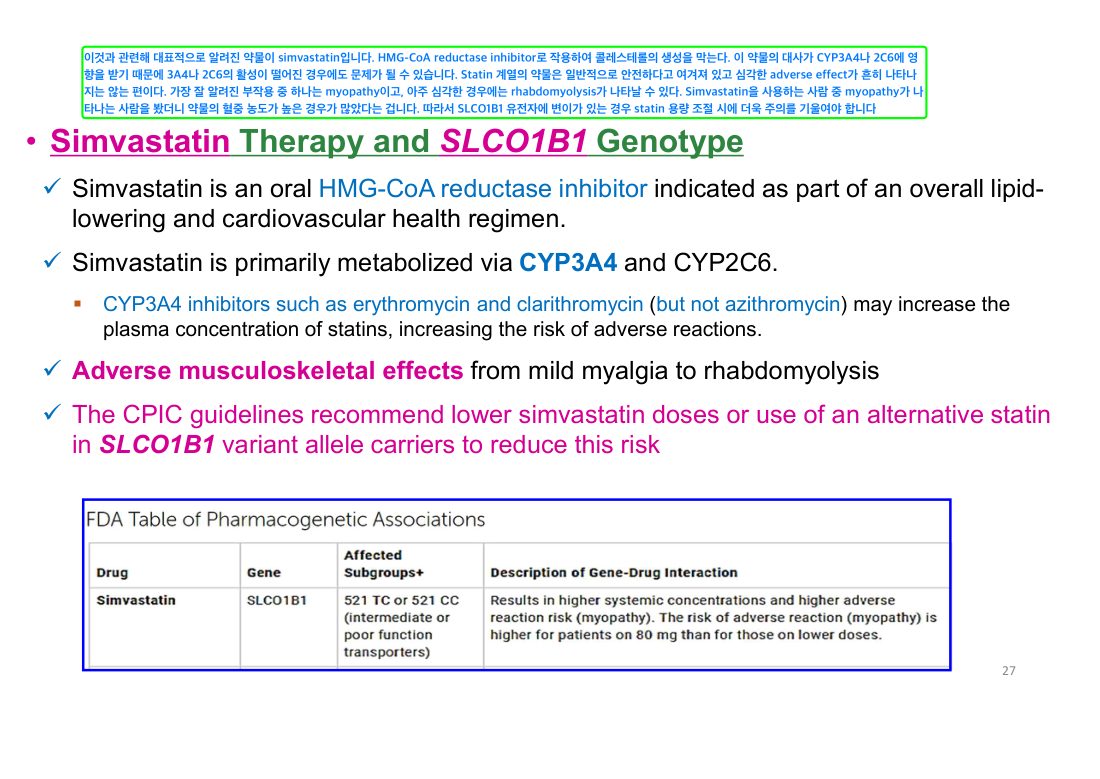 이것과 관련해 대표적으로 알려진 약물이 simvastatin입니다. HMG-CoA reductase inhibitor로 작용하여 콜레스테롤의 생성을 막는다. 이 약물의 대사가 CYP3A4나 2C6에 영
향을 받기 때문에 3A4나 2C6의 활성이 떨어진 경우에도 문제가 될 수 있습니다. Statin 계열의 약물은 일반적으로 안전하다고 여겨져 있고 심각한 adverse effect가 흔히 나타나
지는 않는 편이다. 가장 잘 알려진 부작용 중 하나는 myopathy이고, 아주 심각한 경우에는 rhabdomyolysis가 나타날 수 있다. Simvastatin을 사용하는 사람 중 myopathy가 나
타나는 사람을 봤더니 약물의 혈중 농도가 높은 경우가 많았다는 겁니다. 따라서 SLCO1B1 유전자에 변이가 있는 경우 statin 용량 조절 시에 더욱 주의를 기울여야 합니다
• Simvastatin Therapy and SLCO1B1 Genotype
✓ Simvastatin is an oral HMG-CoA reductase inhibitor indicated as part of an overall lipid-
lowering and cardiovascular health regimen.
✓ Simvastatin is primarily metabolized via CYP3A4 and CYP2C6.
▪ CYP3A4 inhibitors such as erythromycin and clarithromycin (but not azithromycin) may increase the
plasma concentration of statins, increasing the risk of adverse reactions.
✓ Adverse musculoskeletal effects from mild myalgia to rhabdomyolysis
✓ The CPIC guidelines recommend lower simvastatin doses or use of an alternative statin
in SLCO1B1 variant allele carriers to reduce this risk
FDA Table of Pharmacogenetic Associations
Drug Gene Affected Subgroups+ Description of Gene-Drug Interaction
Simvastatin SLCO1B1 521 TC or 521 CC
(intermediate or
poor function
transporters)
Results in higher systemic concentrations and higher adverse
reaction risk (myopathy). The risk of adverse reaction (myopathy) is
higher for patients on 80 mg than for those on lower doses.
27